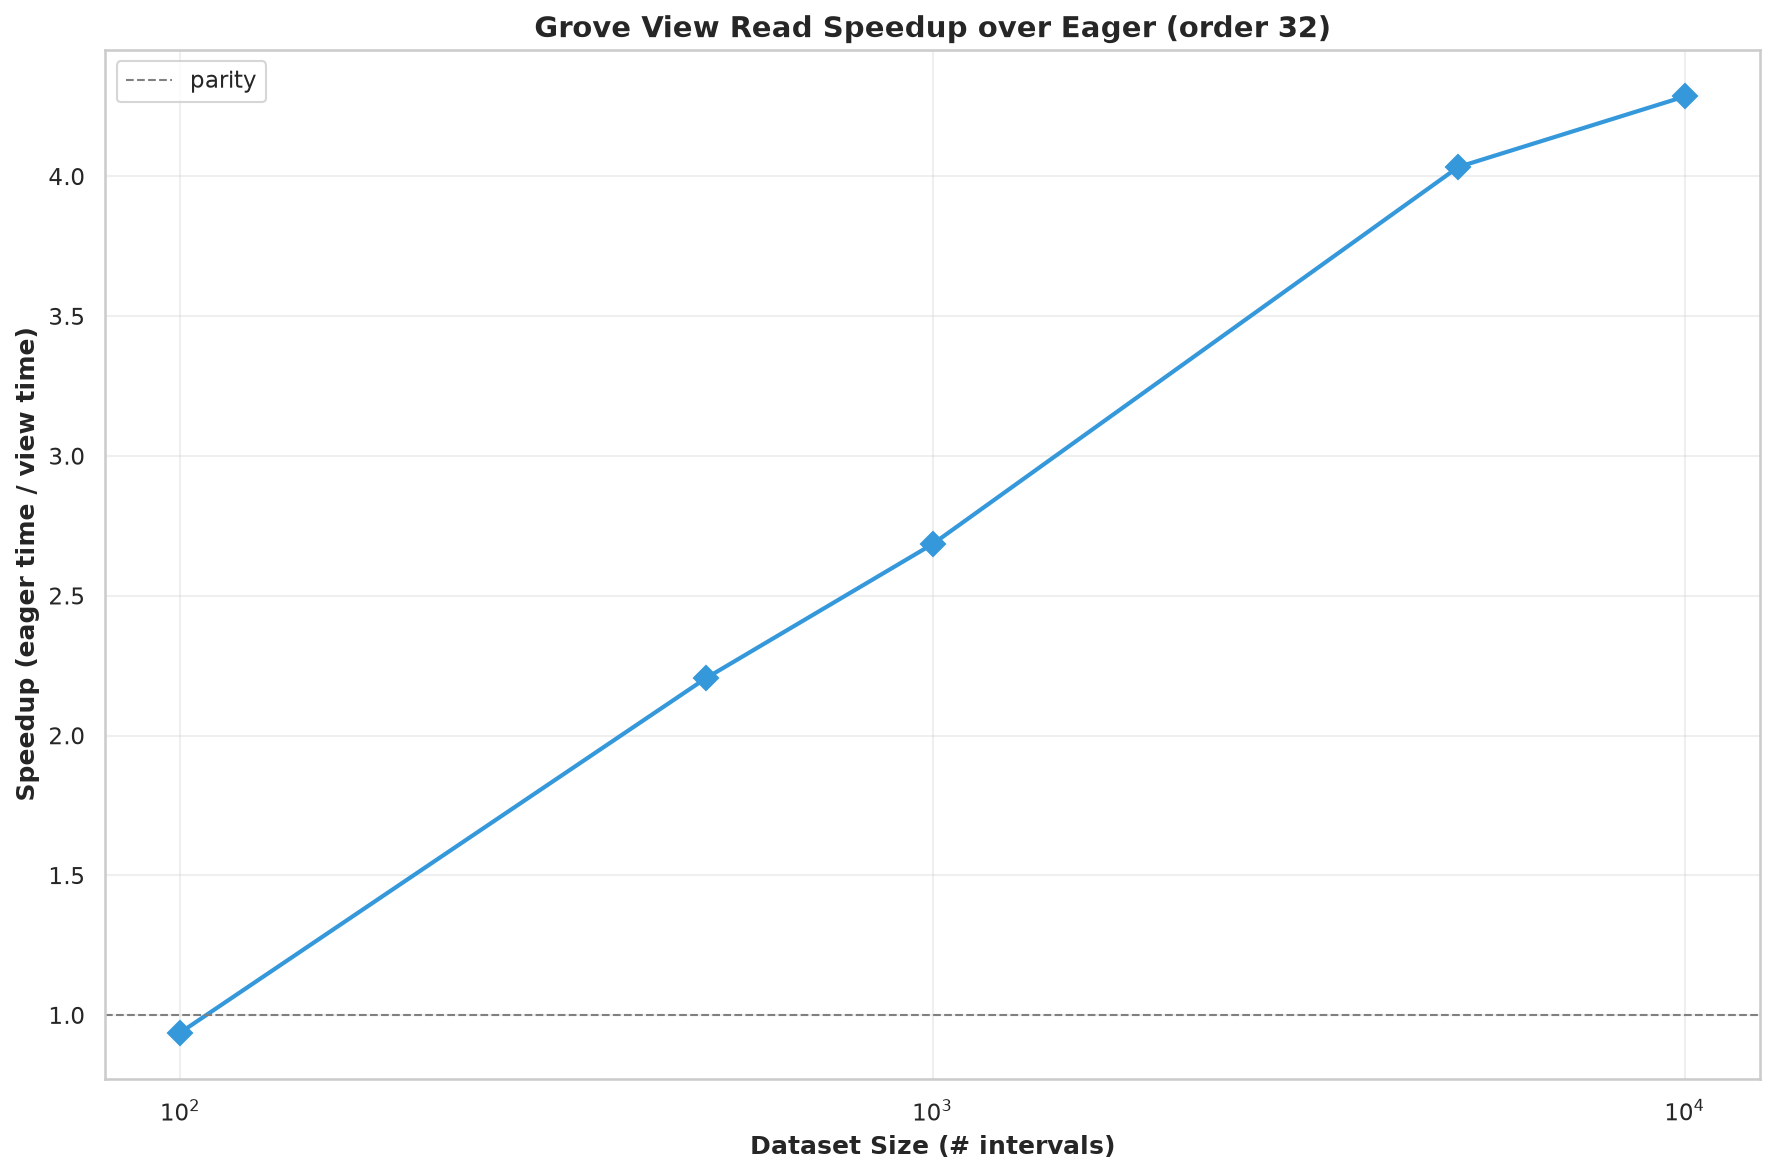 Grove View Read Speedup over Eager (order 32)
parity
Speedup (eager time / view time)
4.0
3.5
3.0
2.5
2.0
1.5
1.0
10²
10³
10⁴
Dataset Size (# intervals)